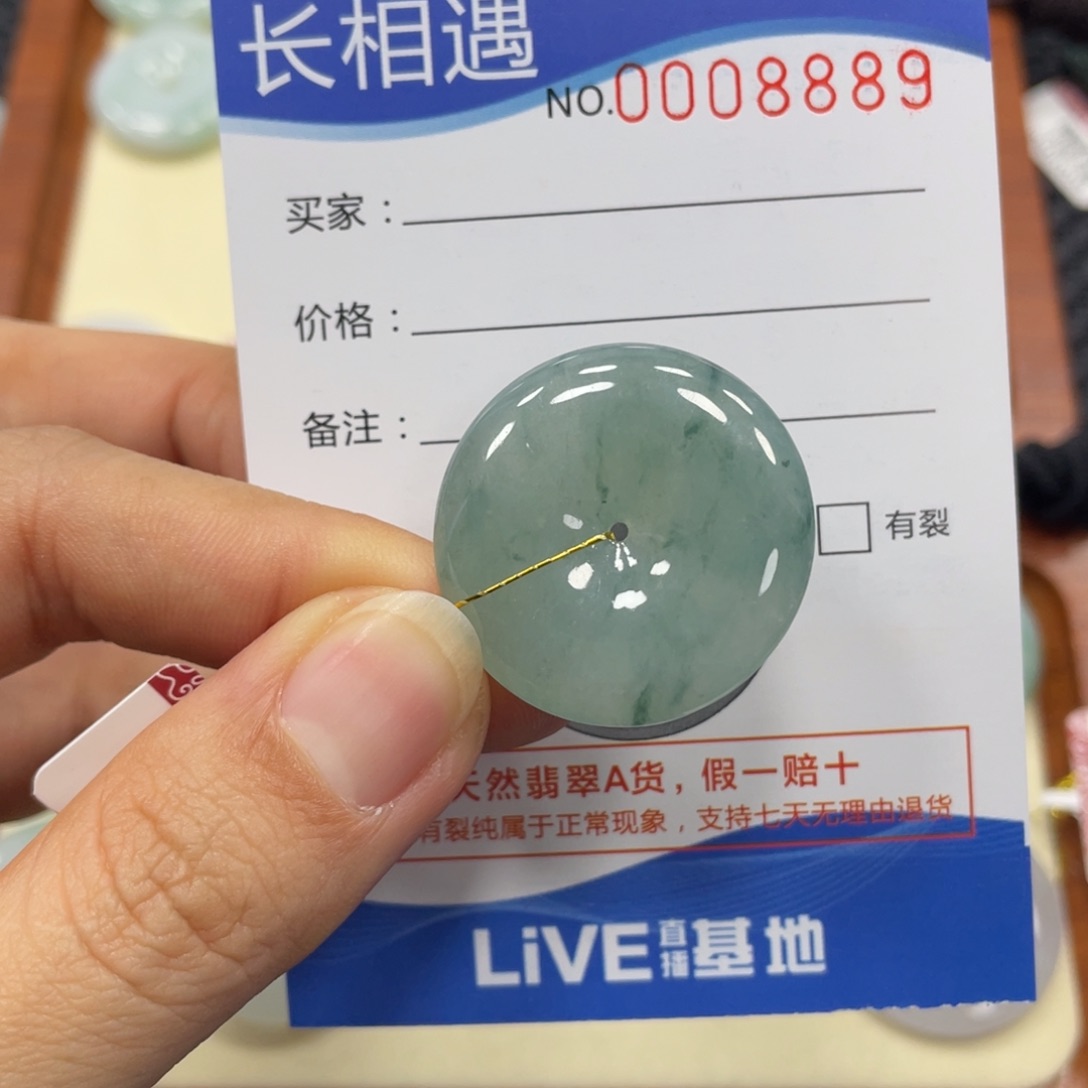 长相遇
NO.0008889
买家：
价格：
备注：
有裂
天然翡翠A货，假一赔十
有裂纯属于正常现象，支持七天无理由退货
LiVE直播基地